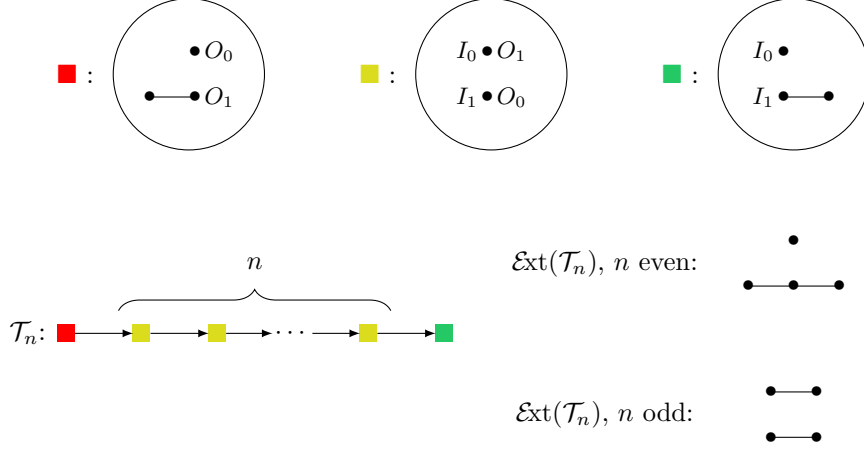 : O₀ O₁
: I₀ O₁ I₁ O₀
: I₀ I₁
n
𝒯ₙ: ⋯
ℰxt(𝒯ₙ), n even:
ℰxt(𝒯ₙ), n odd: